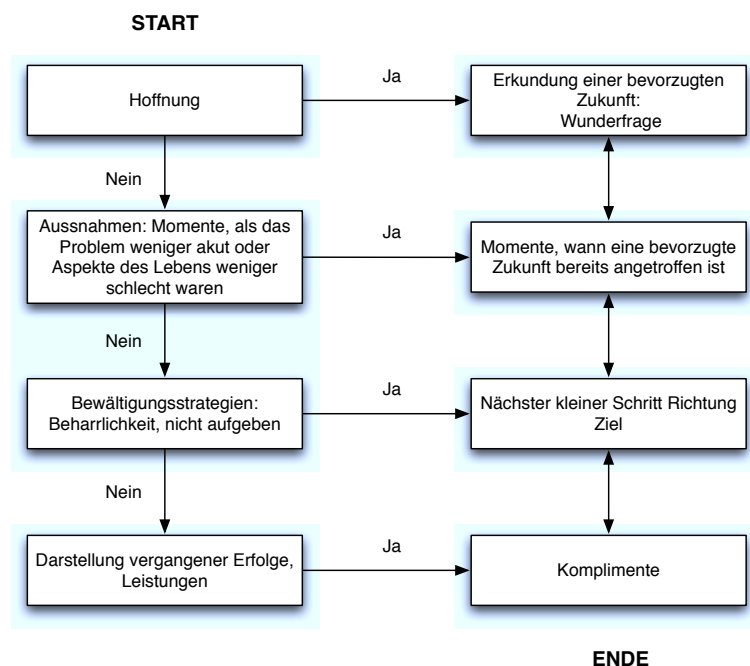 START
Hoffnung
Ja
Erkundung einer bevorzugten
Zukunft:
Wunderfrage
Nein
Aussnahmen: Momente, als das
Problem weniger akut oder
Aspekte des Lebens weniger
schlecht waren
Ja
Momente, wann eine bevorzugte
Zukunft bereits angetroffen ist
Nein
Bewältigungsstrategien:
Beharrlichkeit, nicht aufgeben
Ja
Nächster kleiner Schritt Richtung
Ziel
Nein
Darstellung vergangener Erfolge,
Leistungen
Ja
Komplimente
ENDE